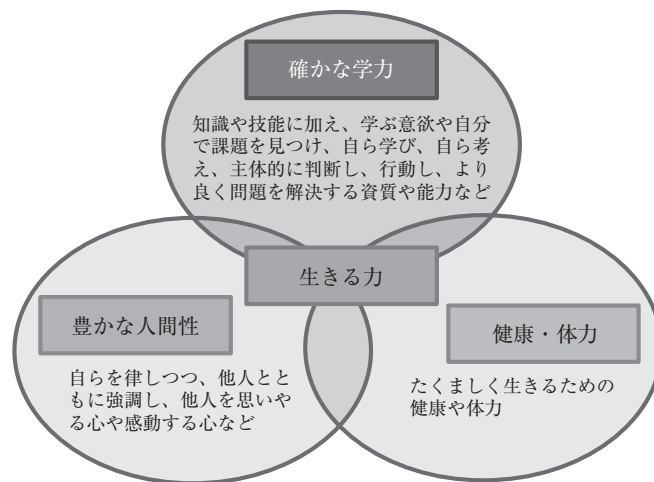 確かな学力
知識や技能に加え、学ぶ意欲や自分
で課題を見つけ、自ら学び、自ら考
え、主体的に判断し、行動し、より
良く問題を解決する資質や能力など
生きる力
豊かな人間性
自らを律しつつ、他人とと
もに強調し、他人を思いや
る心や感動する心など
健康・体力
たくましく生きるための
健康や体力